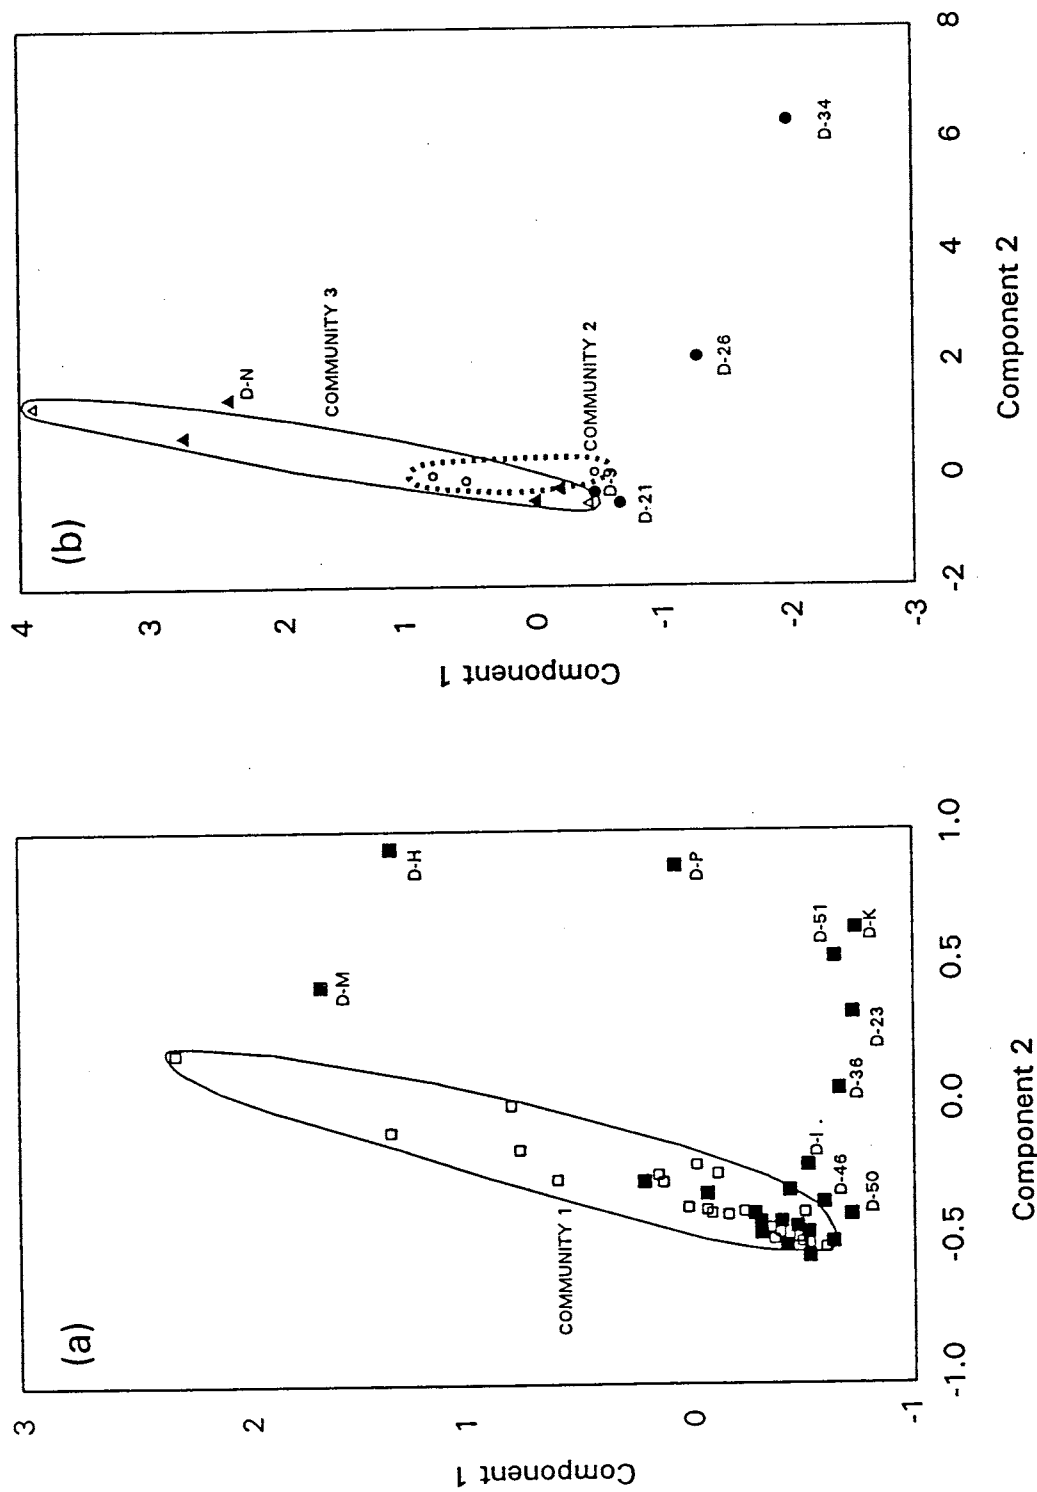 (a)
Component 1
3
2
1
0
-1
COMMUNITY 1
D-M
D-H
D-P
D-51
D-K
D-23
D-36
D-I
D-46
D-50
-1.0
-0.5
0.0
0.5
1.0
Component 2
(b)
Component 1
4
3
2
1
0
-1
-2
-3
D-N
COMMUNITY 3
COMMUNITY 2
D-9
D-21
D-26
D-34
-2
0
2
4
6
8
Component 2